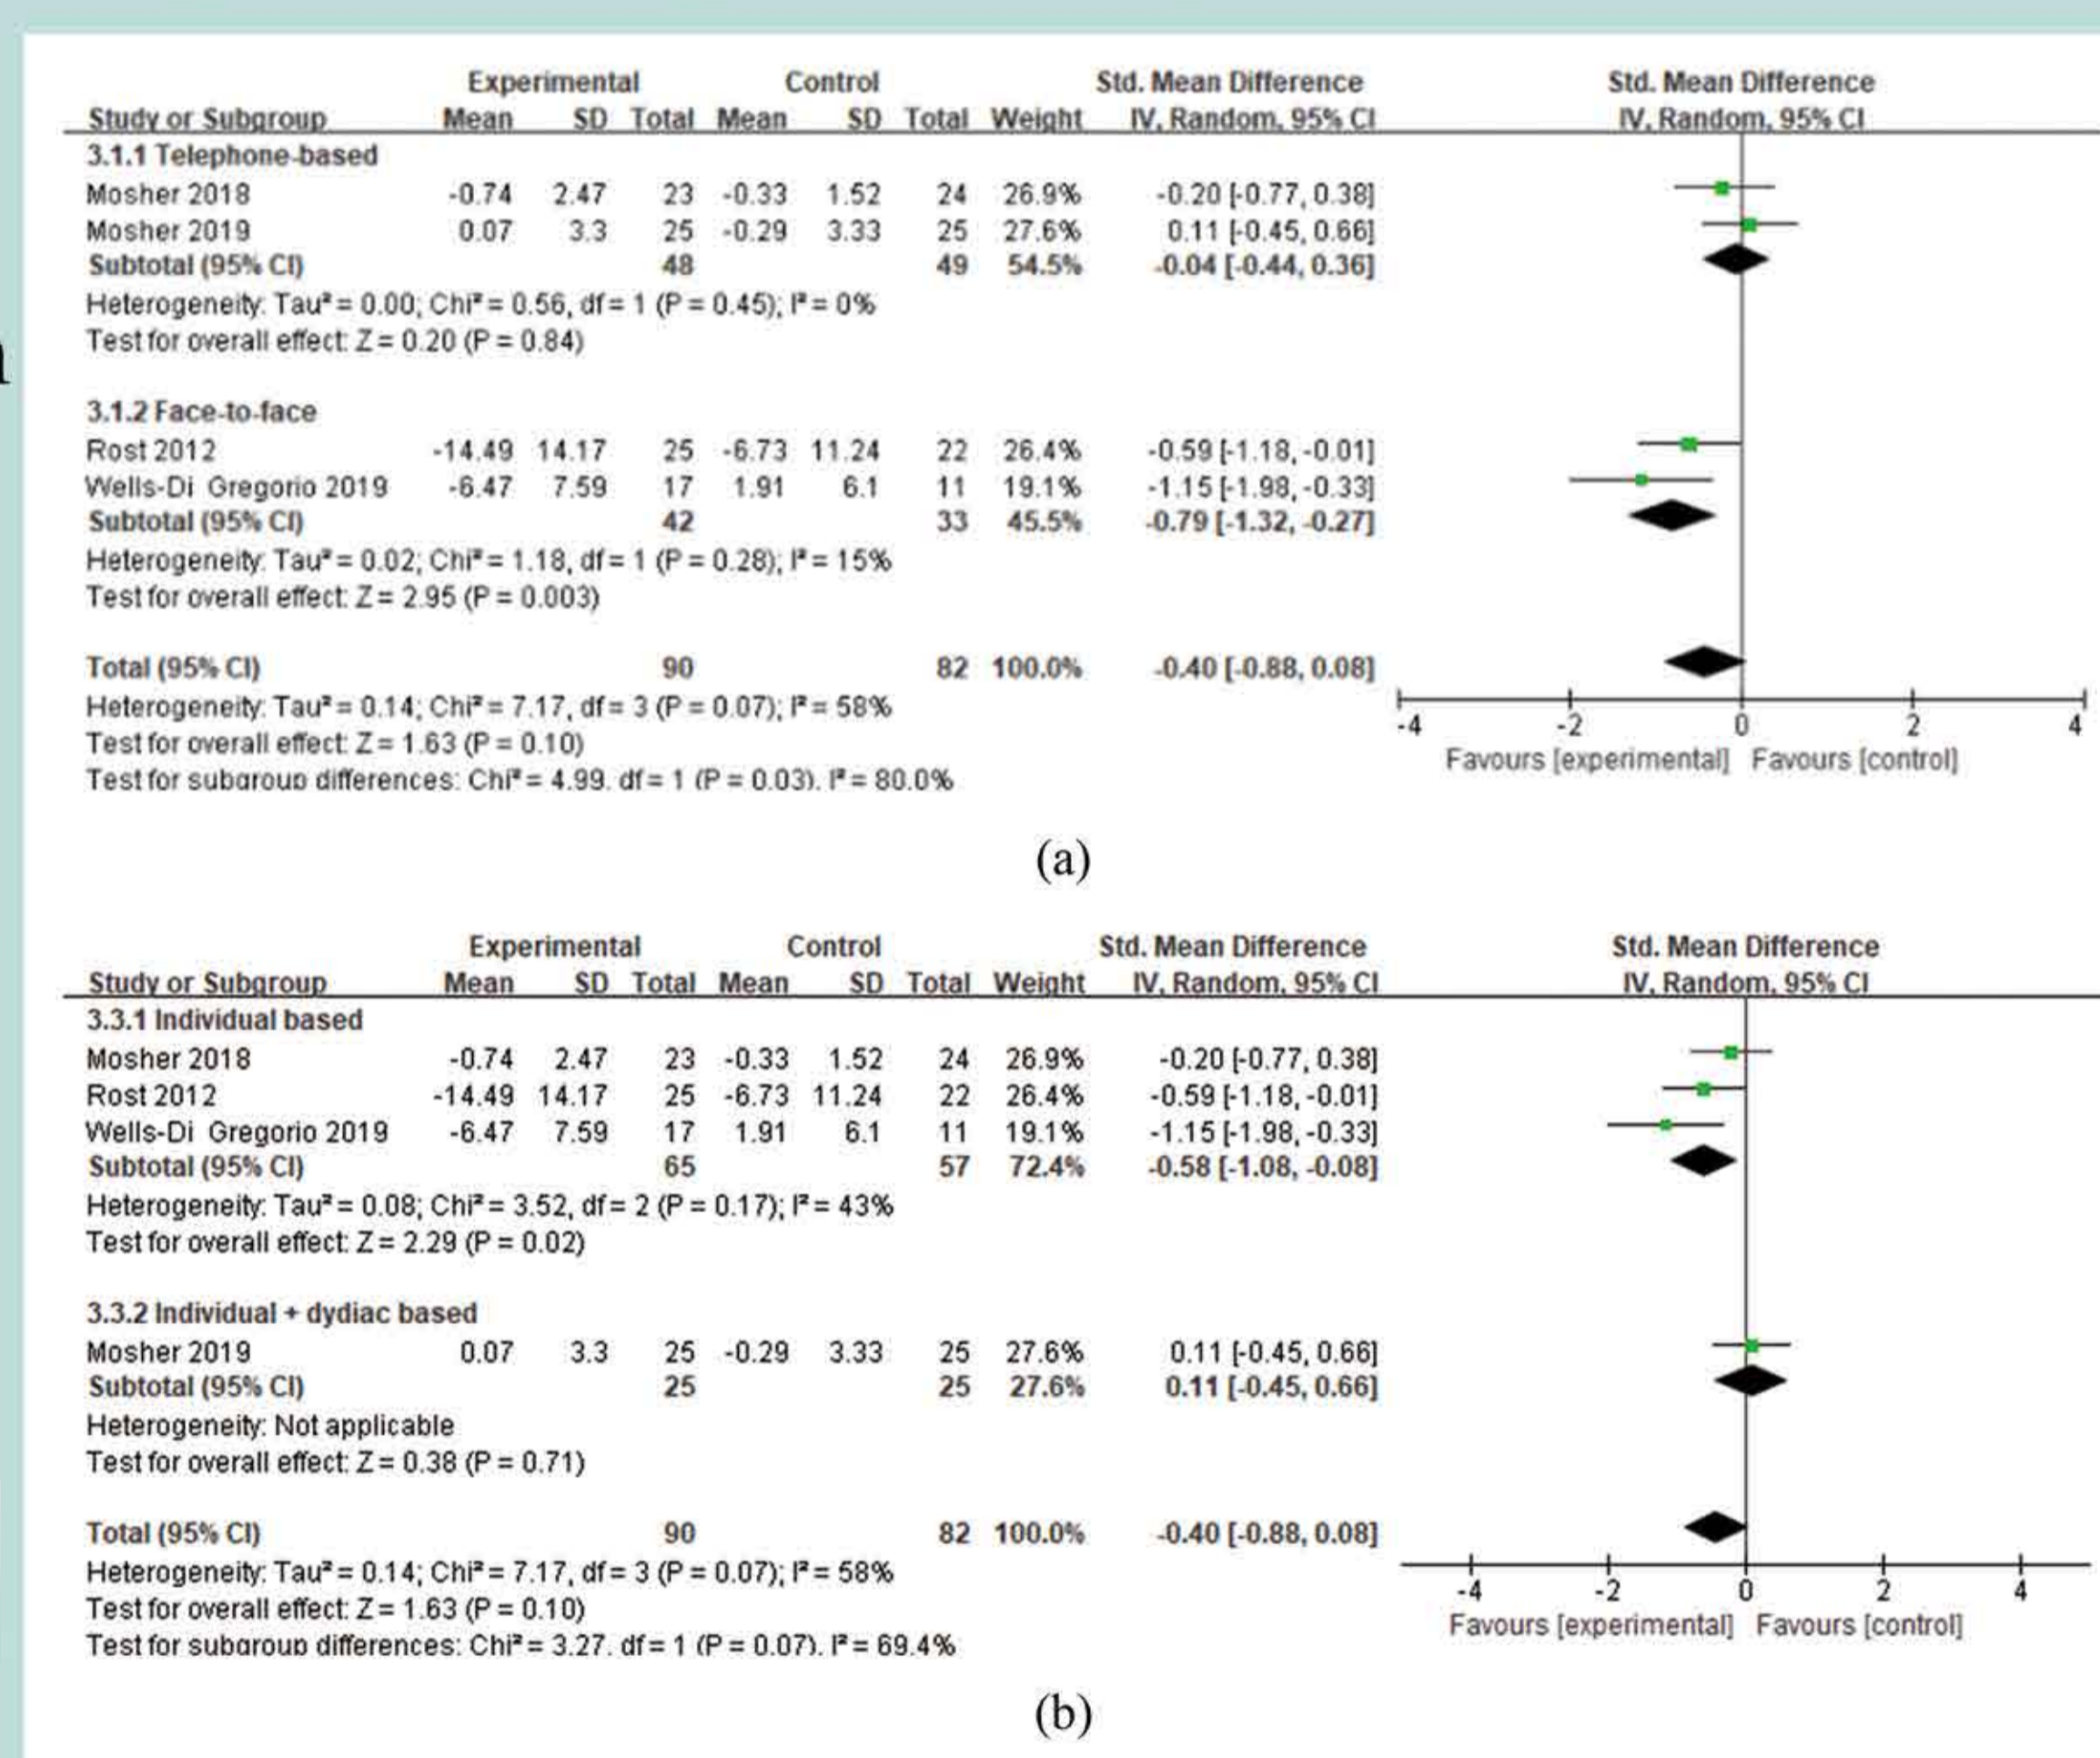 Experimental Control Std. Mean Difference Std. Mean Difference
Study or Subgroup Mean SD Total Mean SD Total Weight IV, Random, 95% CI IV, Random, 95% CI
3.1.1 Telephone-based
Mosher 2018 -0.74 2.47 23 -0.33 1.52 24 26.9% -0.20 [-0.77, 0.38]
Mosher 2019 0.07 3.3 25 -0.29 3.33 25 27.6% 0.11 [-0.45, 0.66]
Subtotal (95% CI) 48 49 54.5% -0.04 [-0.44, 0.36]
Heterogeneity: Tau² = 0.00; Chi² = 0.56, df = 1 (P = 0.45); I² = 0%
Test for overall effect: Z = 0.20 (P = 0.84)
3.1.2 Face-to-face
Rost 2012 -14.49 14.17 25 -6.73 11.24 22 26.4% -0.59 [-1.18, -0.01]
Wells-Di Gregorio 2019 -6.47 7.59 17 1.91 6.1 11 19.1% -1.15 [-1.98, -0.33]
Subtotal (95% CI) 42 33 45.5% -0.79 [-1.32, -0.27]
Heterogeneity: Tau² = 0.02; Chi² = 1.18, df = 1 (P = 0.28); I² = 15%
Test for overall effect: Z = 2.95 (P = 0.003)
Total (95% CI) 90 82 100.0% -0.40 [-0.88, 0.08]
Heterogeneity: Tau² = 0.14; Chi² = 7.17, df = 3 (P = 0.07); I² = 58%
Test for overall effect: Z = 1.63 (P = 0.10)
Test for subgroup differences: Chi² = 4.99. df = 1 (P = 0.03). I² = 80.0%
-4 -2 0 2 4
Favours [experimental] Favours [control]
(a)
Experimental Control Std. Mean Difference Std. Mean Difference
Study or Subgroup Mean SD Total Mean SD Total Weight IV, Random, 95% CI IV, Random, 95% CI
3.3.1 Individual based
Mosher 2018 -0.74 2.47 23 -0.33 1.52 24 26.9% -0.20 [-0.77, 0.38]
Rost 2012 -14.49 14.17 25 -6.73 11.24 22 26.4% -0.59 [-1.18, -0.01]
Wells-Di Gregorio 2019 -6.47 7.59 17 1.91 6.1 11 19.1% -1.15 [-1.98, -0.33]
Subtotal (95% CI) 65 57 72.4% -0.58 [-1.08, -0.08]
Heterogeneity: Tau² = 0.08; Chi² = 3.52, df = 2 (P = 0.17); I² = 43%
Test for overall effect: Z = 2.29 (P = 0.02)
3.3.2 Individual + dydiac based
Mosher 2019 0.07 3.3 25 -0.29 3.33 25 27.6% 0.11 [-0.45, 0.66]
Subtotal (95% CI) 25 25 27.6% 0.11 [-0.45, 0.66]
Heterogeneity: Not applicable
Test for overall effect: Z = 0.38 (P = 0.71)
Total (95% CI) 90 82 100.0% -0.40 [-0.88, 0.08]
Heterogeneity: Tau² = 0.14; Chi² = 7.17, df = 3 (P = 0.07); I² = 58%
Test for overall effect: Z = 1.63 (P = 0.10)
Test for subgroup differences: Chi² = 3.27. df = 1 (P = 0.07). I² = 69.4%
-4 -2 0 2 4
Favours [experimental] Favours [control]
(b)